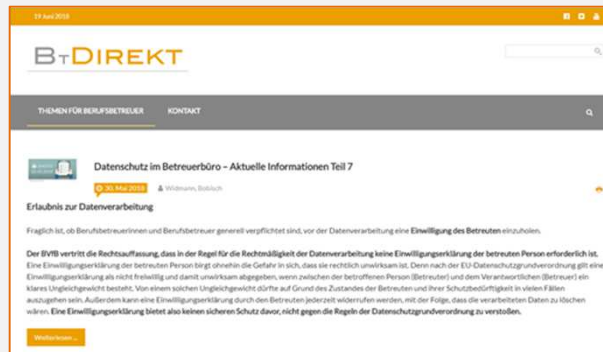 19 Juni 2018
BTDIREKT
THEMEN FÜR BERUFSBETREUER KONTAKT
Datenschutz im Betreuerbüro – Aktuelle Informationen Teil 7
30. Mai 2018 Widmann, Bobisch
Erlaubnis zur Datenverarbeitung
Fraglich ist, ob Berufsbetreuerinnen und Berufsbetreuer generell verpflichtet sind, vor der Datenverarbeitung eine Einwilligung des Betreuten einzuholen.
Der BVfB vertritt die Rechtsauffassung, dass in der Regel für die Rechtmäßigkeit der Datenverarbeitung keine Einwilligungserklärung der betreuten Person erforderlich ist.
Eine Einwilligungserklärung der betreuten Person birgt ohnehin die Gefahr in sich, dass sie rechtlich unwirksam ist. Denn nach der EU-Datenschutzgrundverordnung gilt eine
Einwilligungserklärung als nicht freiwillig und damit unwirksam abgegeben, wenn zwischen der betroffenen Person (Betreuter) und dem Verantwortlichen (Betreuer) ein
klares Ungleichgewicht besteht. Von einem solchen Ungleichgewicht dürfte auf Grund des Zustandes der Betreuten und ihrer Schutzbedürftigkeit in vielen Fällen
auszugehen sein. Außerdem kann eine Einwilligungserklärung durch den Betreuten jederzeit widerrufen werden, mit der Folge, dass die verarbeiteten Daten zu löschen
wären. Eine Einwilligungserklärung bietet also keinen sicheren Schutz davor, nicht gegen die Regeln der Datenschutzgrundverordnung zu verstoßen.
Weiterlesen ...